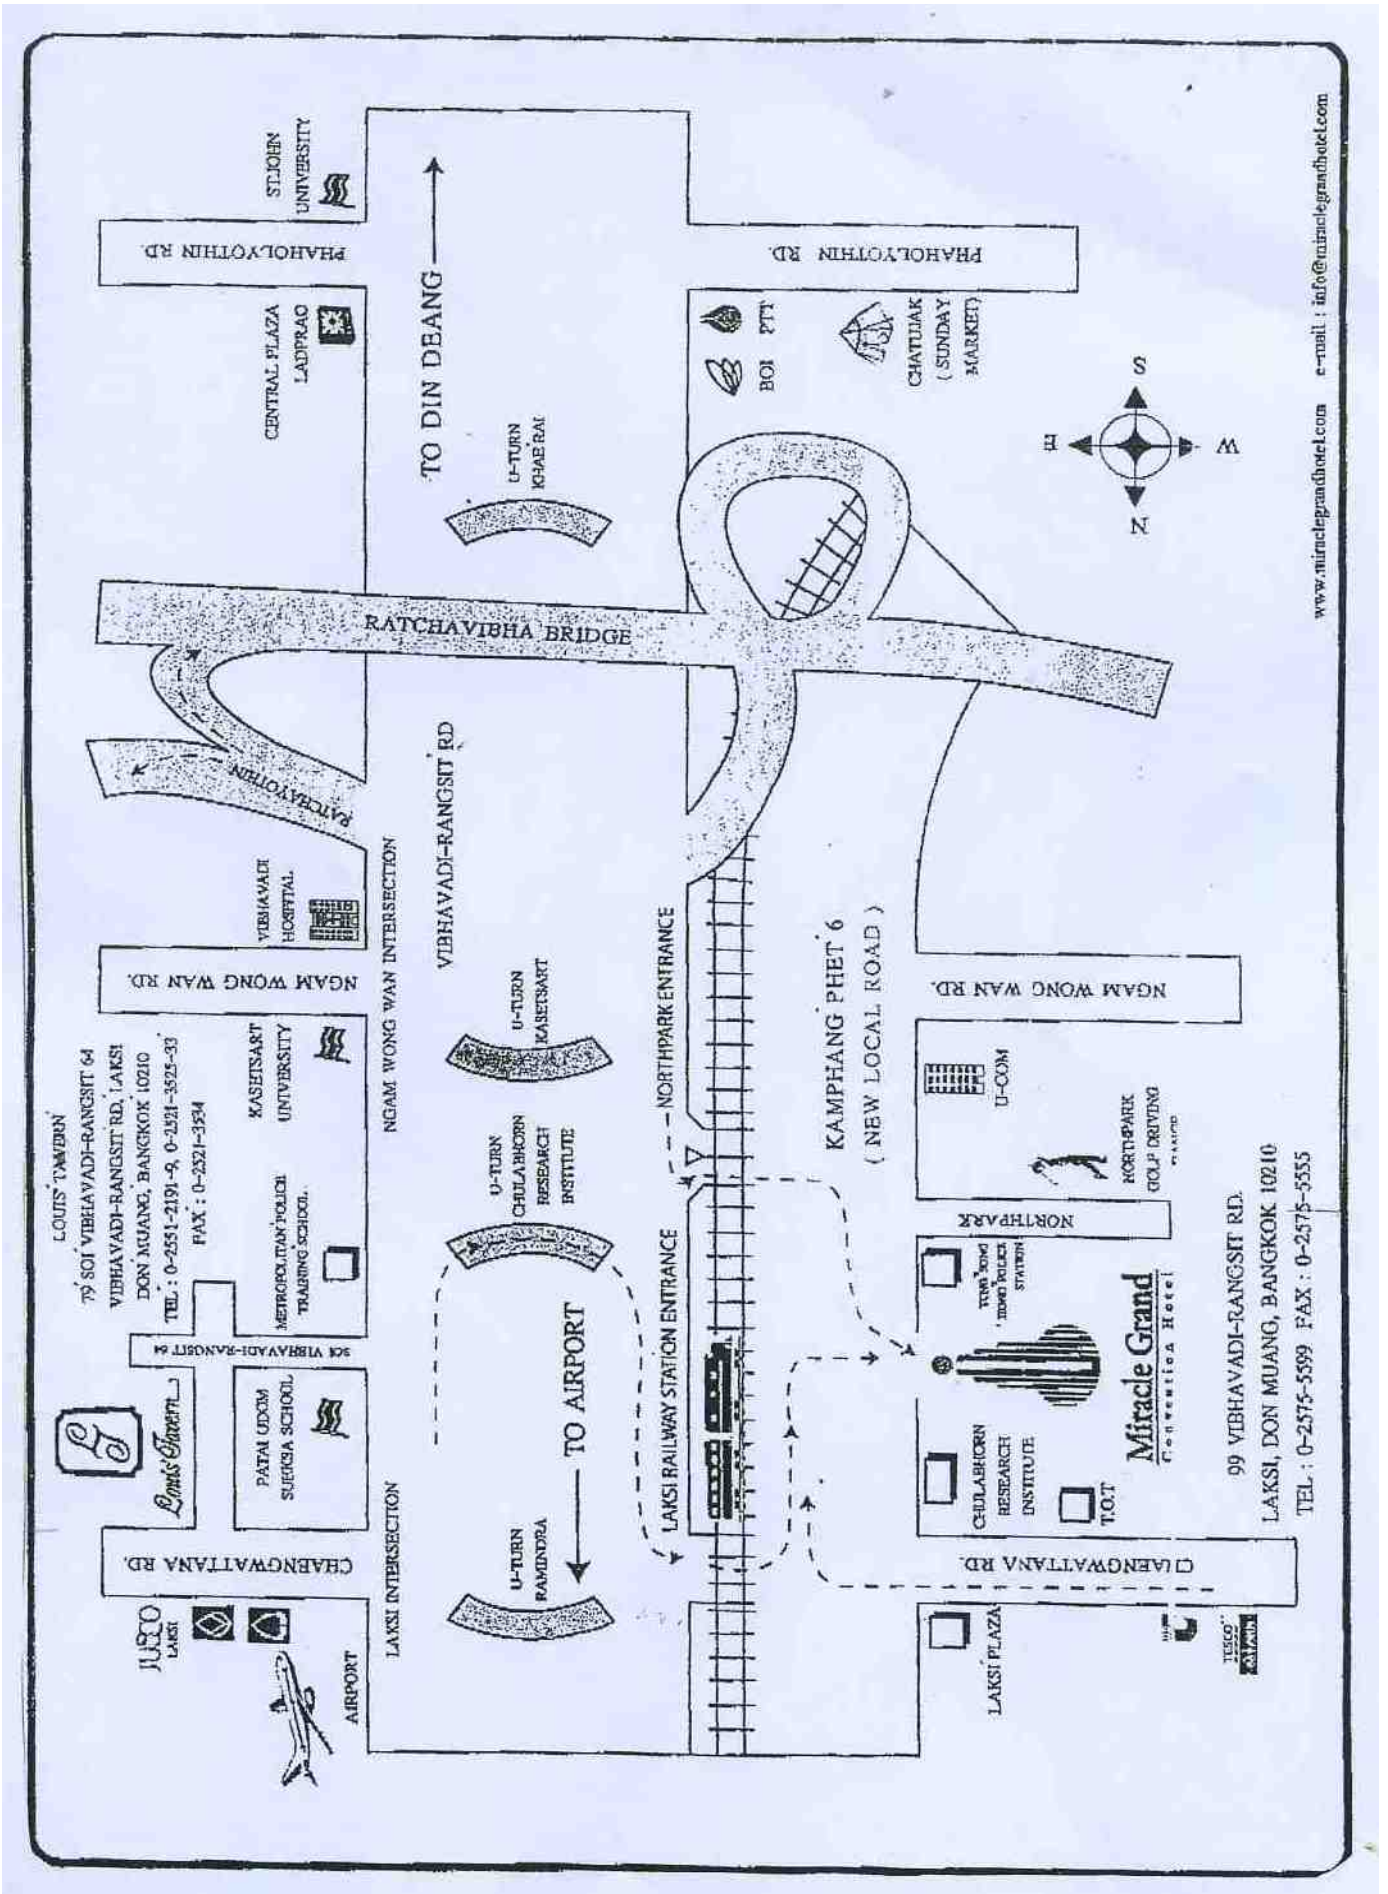 LOUIS' TAVERN
79 SOI VIBHAVADI-RANGSIT 64
VIBHAVADI-RANDSIT RD, LAKSI
DON MUANG, BANGKOK 10210
TEL : 0-2551-2191-9, 0-2521-3525-33
FAX : 0-2521-3534
LT
Louis' Tavern
JUSCO
LAKSI
AIRPORT
CHAENGWATTANA RD.
PATAI UDOM
SUEKSA SCHOOL
SOI VIBHAVADI-RANGSIT 64
METROPOLITAN POLICE
TRAINING SCHOOL
KASETSART
UNIVERSITY
NGAM WONG WAN RD.
VIBHAVADI
HOSPITAL
RATCHAYOTHIN
CENTRAL PLAZA
LADPRAO
PHAHOLYOTHIN RD.
ST.JOHN
UNIVERSITY
LAKSI INTERSECTION
NGAM WONG WAN INTERSECTION
VIBHAVADI-RANGSIT RD
RATCHAVIBHA BRIDGE
TO DIN DEANG
U-TURN
RAMINDRA
TO AIRPORT
U-TURN
CHULABHORN
RESEARCH
INSTITUTE
U-TURN
KASETSART
U-TURN
KHAE RAI
LAKSI RAILWAY STATION ENTRANCE
NORTHPARK ENTRANCE
KAMPHANG PHET 6
( NEW LOCAL ROAD )
BOI
PTT
CHATUJAK
( SUNDAY
MARKET)
PHAHOLYOTHIN RD.
LAKSI PLAZA
TESCO
CHAENGWATTANA RD.
CHULABHORN
RESEARCH
INSTITUTE
T.O.T
Miracle Grand
Convention Hotel
TUNG SONG
HONG POLICE
STATION
NORTHPARK
NORTHPARK
GOLF DRIVING
U-COM
NGAM WONG WAN RD.
N
E
S
W
99 VIBHAVADI-RANGSIT RD.
LAKSI, DON MUANG, BANGKOK 10210
TEL : 0-2575-5599 FAX : 0-2575-5555
www.miraclegrandhotel.com e-mail : info@miraclegrandhotel.com